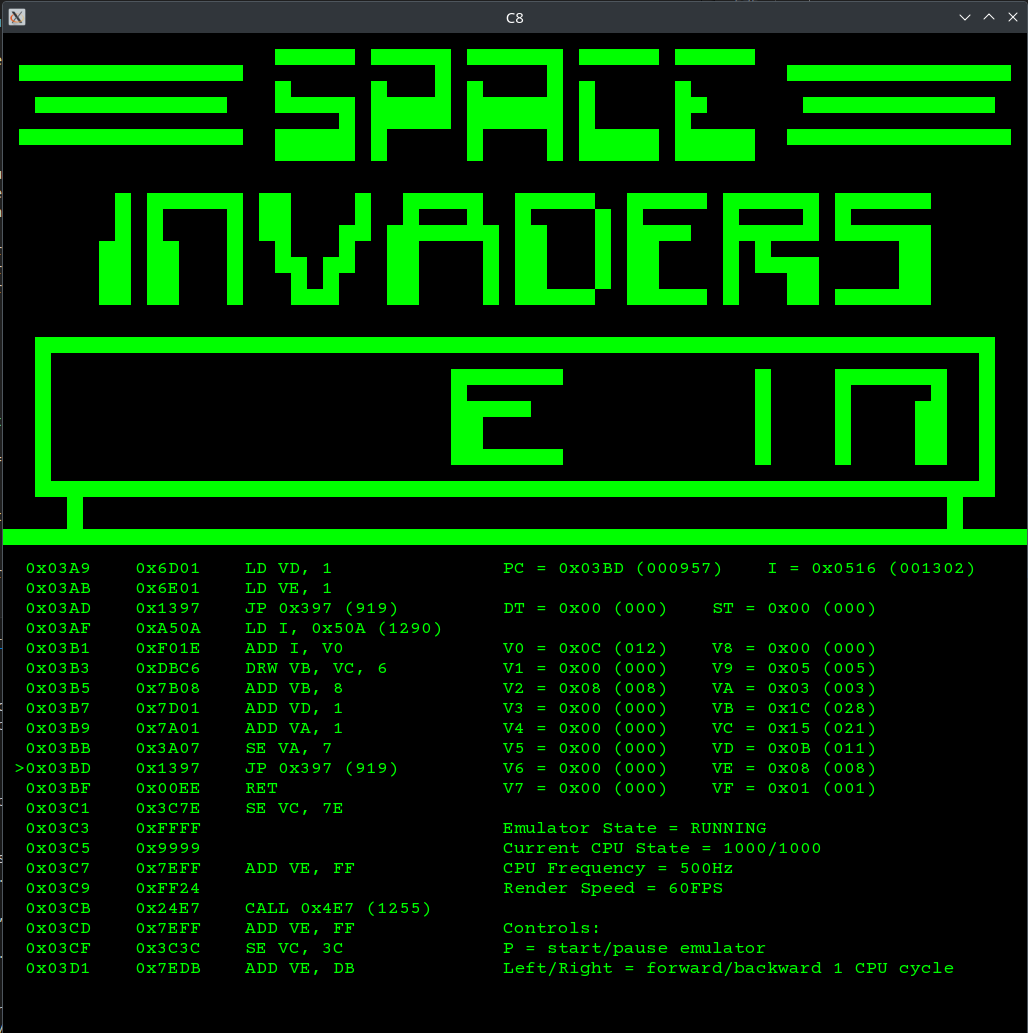 C8
SPACE
INVADERS
E I N
0x03A9 0x6D01 LD VD, 1 PC = 0x03BD (000957) I = 0x0516 (001302)
0x03AB 0x6E01 LD VE, 1
0x03AD 0x1397 JP 0x397 (919) DT = 0x00 (000) ST = 0x00 (000)
0x03AF 0xA50A LD I, 0x50A (1290)
0x03B1 0xF01E ADD I, V0 V0 = 0x0C (012) V8 = 0x00 (000)
0x03B3 0xDBC6 DRW VB, VC, 6 V1 = 0x00 (000) V9 = 0x05 (005)
0x03B5 0x7B08 ADD VB, 8 V2 = 0x08 (008) VA = 0x03 (003)
0x03B7 0x7D01 ADD VD, 1 V3 = 0x00 (000) VB = 0x1C (028)
0x03B9 0x7A01 ADD VA, 1 V4 = 0x00 (000) VC = 0x15 (021)
0x03BB 0x3A07 SE VA, 7 V5 = 0x00 (000) VD = 0x0B (011)
>0x03BD 0x1397 JP 0x397 (919) V6 = 0x00 (000) VE = 0x08 (008)
0x03BF 0x00EE RET V7 = 0x00 (000) VF = 0x01 (001)
0x03C1 0x3C7E SE VC, 7E
0x03C3 0xFFFF Emulator State = RUNNING
0x03C5 0x9999 Current CPU State = 1000/1000
0x03C7 0x7EFF ADD VE, FF CPU Frequency = 500Hz
0x03C9 0xFF24 Render Speed = 60FPS
0x03CB 0x24E7 CALL 0x4E7 (1255)
0x03CD 0x7EFF ADD VE, FF Controls:
0x03CF 0x3C3C SE VC, 3C P = start/pause emulator
0x03D1 0x7EDB ADD VE, DB Left/Right = forward/backward 1 CPU cycle